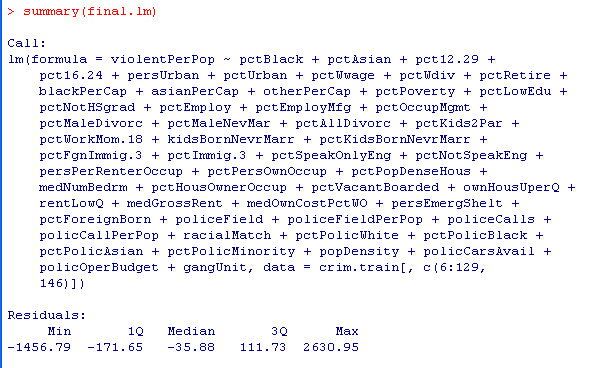 > summary(final.lm)
Call:
lm(formula = violentPerPop ~ pctBlack + pctAsian + pct12.29 +
pct16.24 + persUrban + pctUrban + pctWwage + pctWdiv + pctRetire +
blackPerCap + asianPerCap + otherPerCap + pctPoverty + pctLowEdu +
pctNotHSgrad + pctEmploy + pctEmployMfg + pctOccupMgmt +
pctMaleDivorc + pctMaleNevMar + pctAllDivorc + pctKids2Par +
pctWorkMom.18 + kidsBornNevrMarr + pctKidsBornNevrMarr +
pctFgnImmig.3 + pctImmig.3 + pctSpeakOnlyEng + pctNotSpeakEng +
persPerRenterOccup + pctPersOwnOccup + pctPopDenseHous +
medNumBedrm + pctHousOwnerOccup + pctVacantBoarded + ownHousUperQ +
rentLowQ + medGrossRent + medOwnCostPctWO + persEmergShelt +
pctForeignBorn + policeField + policeFieldPerPop + policeCalls +
policCallPerPop + racialMatch + pctPolicWhite + pctPolicBlack +
pctPolicAsian + pctPolicMinority + popDensity + policCarsAvail +
policOperBudget + gangUnit, data = crim.train[, c(6:129,
146)])
Residuals:
Min 1Q Median 3Q Max
-1456.79 -171.65 -35.88 111.73 2630.95